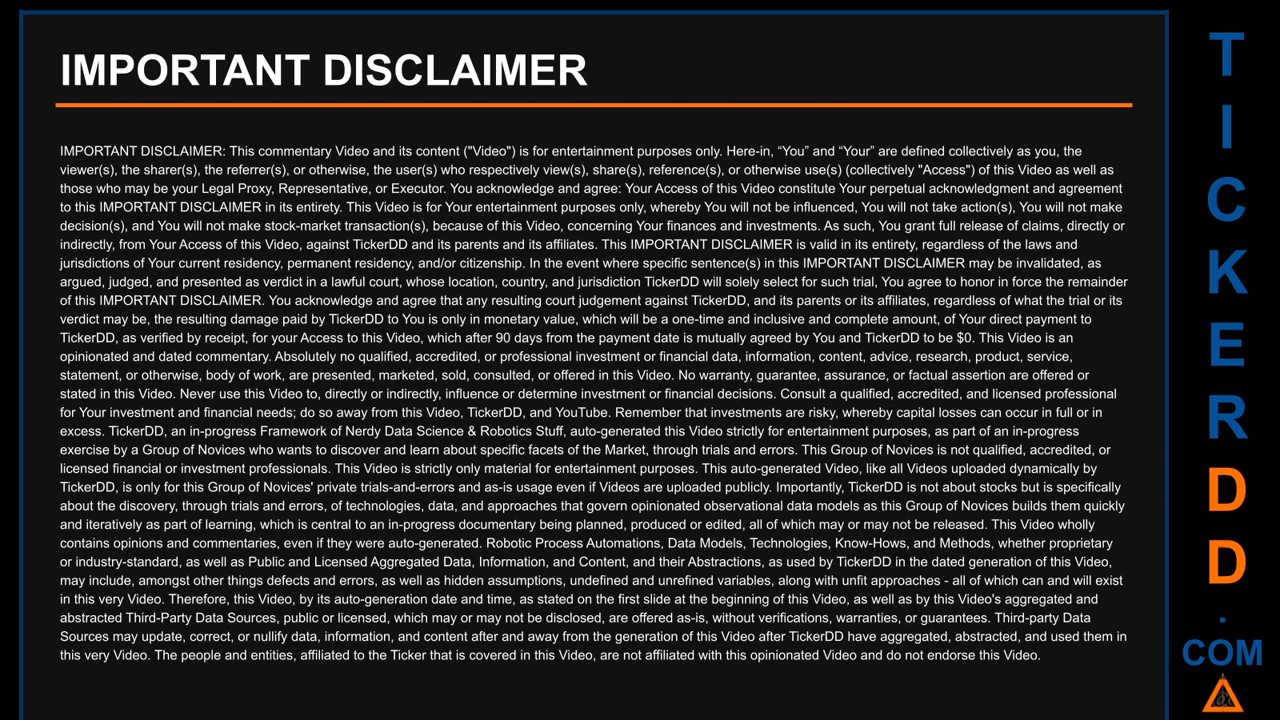 IMPORTANT DISCLAIMER
IMPORTANT DISCLAIMER: This commentary Video and its content ("Video") is for entertainment purposes only. Here-in, “You” and “Your” are defined collectively as you, the
viewer(s), the sharer(s), the referrer(s), or otherwise, the user(s) who respectively view(s), share(s), reference(s), or otherwise use(s) (collectively "Access") of this Video as well as
those who may be your Legal Proxy, Representative, or Executor. You acknowledge and agree: Your Access of this Video constitute Your perpetual acknowledgment and agreement
to this IMPORTANT DISCLAIMER in its entirety. This Video is for Your entertainment purposes only, whereby You will not be influenced, You will not take action(s), You will not make
decision(s), and You will not make stock-market transaction(s), because of this Video, concerning Your finances and investments. As such, You grant full release of claims, directly or
indirectly, from Your Access of this Video, against TickerDD and its parents and its affiliates. This IMPORTANT DISCLAIMER is valid in its entirety, regardless of the laws and
jurisdictions of Your current residency, permanent residency, and/or citizenship. In the event where specific sentence(s) in this IMPORTANT DISCLAIMER may be invalidated, as
argued, judged, and presented as verdict in a lawful court, whose location, country, and jurisdiction TickerDD will solely select for such trial, You agree to honor in force the remainder
of this IMPORTANT DISCLAIMER. You acknowledge and agree that any resulting court judgement against TickerDD, and its parents or its affiliates, regardless of what the trial or its
verdict may be, the resulting damage paid by TickerDD to You is only in monetary value, which will be a one-time and inclusive and complete amount, of Your direct payment to
TickerDD, as verified by receipt, for your Access to this Video, which after 90 days from the payment date is mutually agreed by You and TickerDD to be $0. This Video is an
opinionated and dated commentary. Absolutely no qualified, accredited, or professional investment or financial data, information, content, advice, research, product, service,
statement, or otherwise, body of work, are presented, marketed, sold, consulted, or offered in this Video. No warranty, guarantee, assurance, or factual assertion are offered or
stated in this Video. Never use this Video to, directly or indirectly, influence or determine investment or financial decisions. Consult a qualified, accredited, and licensed professional
for Your investment and financial needs; do so away from this Video, TickerDD, and YouTube. Remember that investments are risky, whereby capital losses can occur in full or in
excess. TickerDD, an in-progress Framework of Nerdy Data Science & Robotics Stuff, auto-generated this Video strictly for entertainment purposes, as part of an in-progress
exercise by a Group of Novices who wants to discover and learn about specific facets of the Market, through trials and errors. This Group of Novices is not qualified, accredited, or
licensed financial or investment professionals. This Video is strictly only material for entertainment purposes. This auto-generated Video, like all Videos uploaded dynamically by
TickerDD, is only for this Group of Novices' private trials-and-errors and as-is usage even if Videos are uploaded publicly. Importantly, TickerDD is not about stocks but is specifically
about the discovery, through trials and errors, of technologies, data, and approaches that govern opinionated observational data models as this Group of Novices builds them quickly
and iteratively as part of learning, which is central to an in-progress documentary being planned, produced or edited, all of which may or may not be released. This Video wholly
contains opinions and commentaries, even if they were auto-generated. Robotic Process Automations, Data Models, Technologies, Know-Hows, and Methods, whether proprietary
or industry-standard, as well as Public and Licensed Aggregated Data, Information, and Content, and their Abstractions, as used by TickerDD in the dated generation of this Video,
may include, amongst other things defects and errors, as well as hidden assumptions, undefined and unrefined variables, along with unfit approaches - all of which can and will exist
in this very Video. Therefore, this Video, by its auto-generation date and time, as stated on the first slide at the beginning of this Video, as well as by this Video's aggregated and
abstracted Third-Party Data Sources, public or licensed, which may or may not be disclosed, are offered as-is, without verifications, warranties, or guarantees. Third-party Data
Sources may update, correct, or nullify data, information, and content after and away from the generation of this Video after TickerDD have aggregated, abstracted, and used them in
this very Video. The people and entities, affiliated to the Ticker that is covered in this Video, are not affiliated with this opinionated Video and do not endorse this Video.
T
I
C
K
E
R
D
D
.
COM